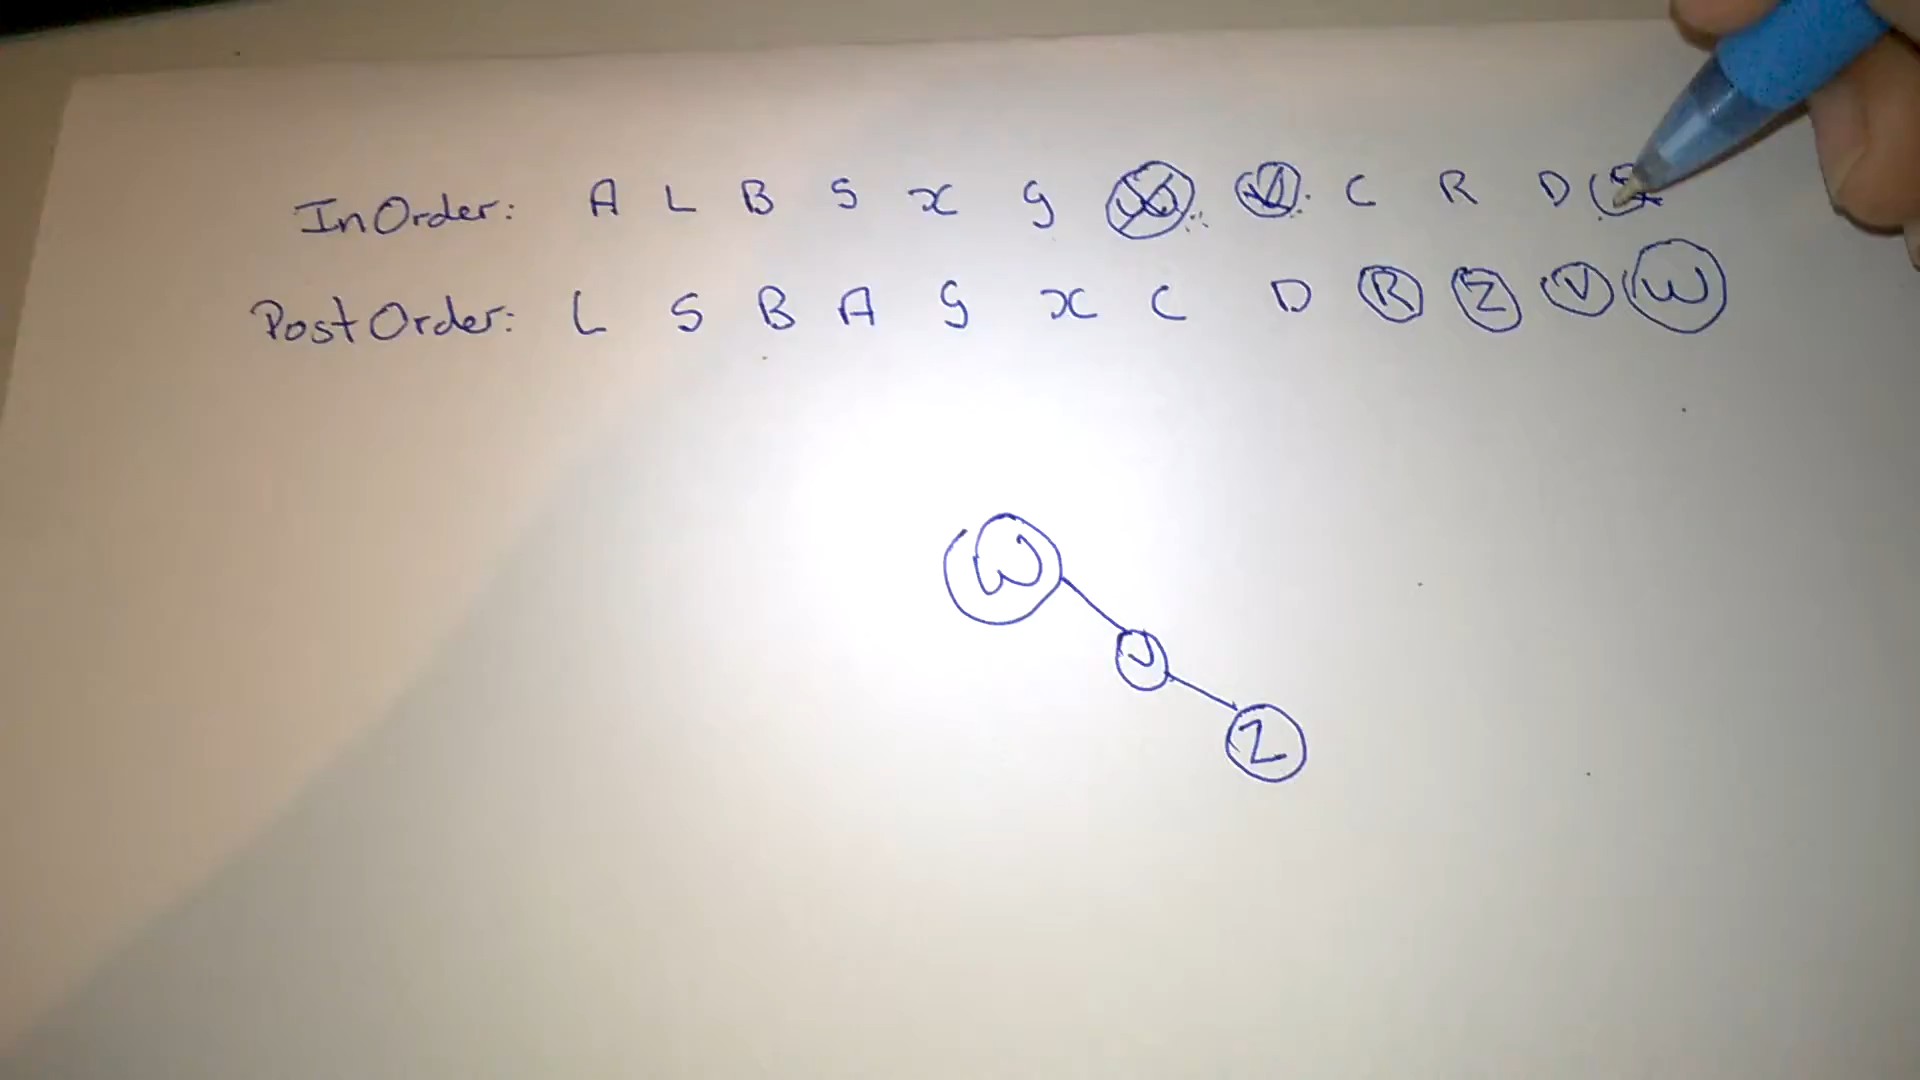 InOrder: A L B S x g W V C R D Z
PostOrder: L S B A g x C D R Z V W
W
V
Z